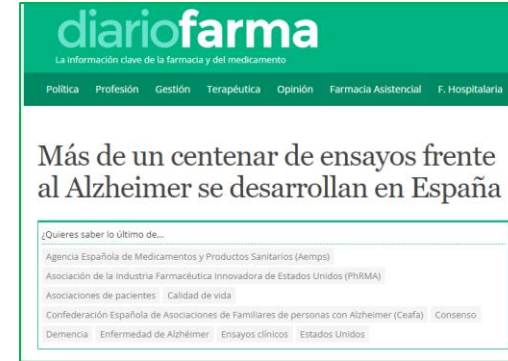 diariofarma
La información clave de la farmacia y del medicamento
Política Profesión Gestión Terapéutica Opinión Farmacia Asistencial F. Hospitalaria
Más de un centenar de ensayos frente
al Alzheimer se desarrollan en España
¿Quieres saber lo último de...
Agencia Española de Medicamentos y Productos Sanitarios (Aemps)
Asociación de la Industria Farmacéutica Innovadora de Estados Unidos (PhRMA)
Asociaciones de pacientes Calidad de vida
Confederación Española de Asociaciones de Familiares de personas con Alzheimer (Ceafa) Consenso
Demencia Enfermedad de Alzhéimer Ensayos clínicos Estados Unidos